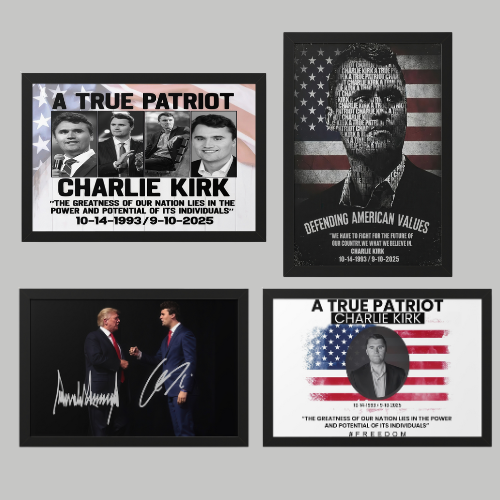 A TRUE PATRIOT
CHARLIE KIRK
"THE GREATNESS OF OUR NATION LIES IN THE
POWER AND POTENTIAL OF ITS INDIVIDUALS"
10-14-1993/9-10-2025
DEFENDING AMERICAN VALUES
"WE HAVE TO FIGHT FOR THE FUTURE OF
OUR COUNTRY. WE WHAT WE BELIEVE IN.
CHARLIE KIRK
10-14-1993 / 9-10-2025
A TRUE PATRIOT
CHARLIE KIRK
10-14-1993 / 9-10-2025
"THE GREATNESS OF OUR NATION LIES IN THE POWER
AND POTENTIAL OF ITS INDIVIDUALS"
#FREEDOM